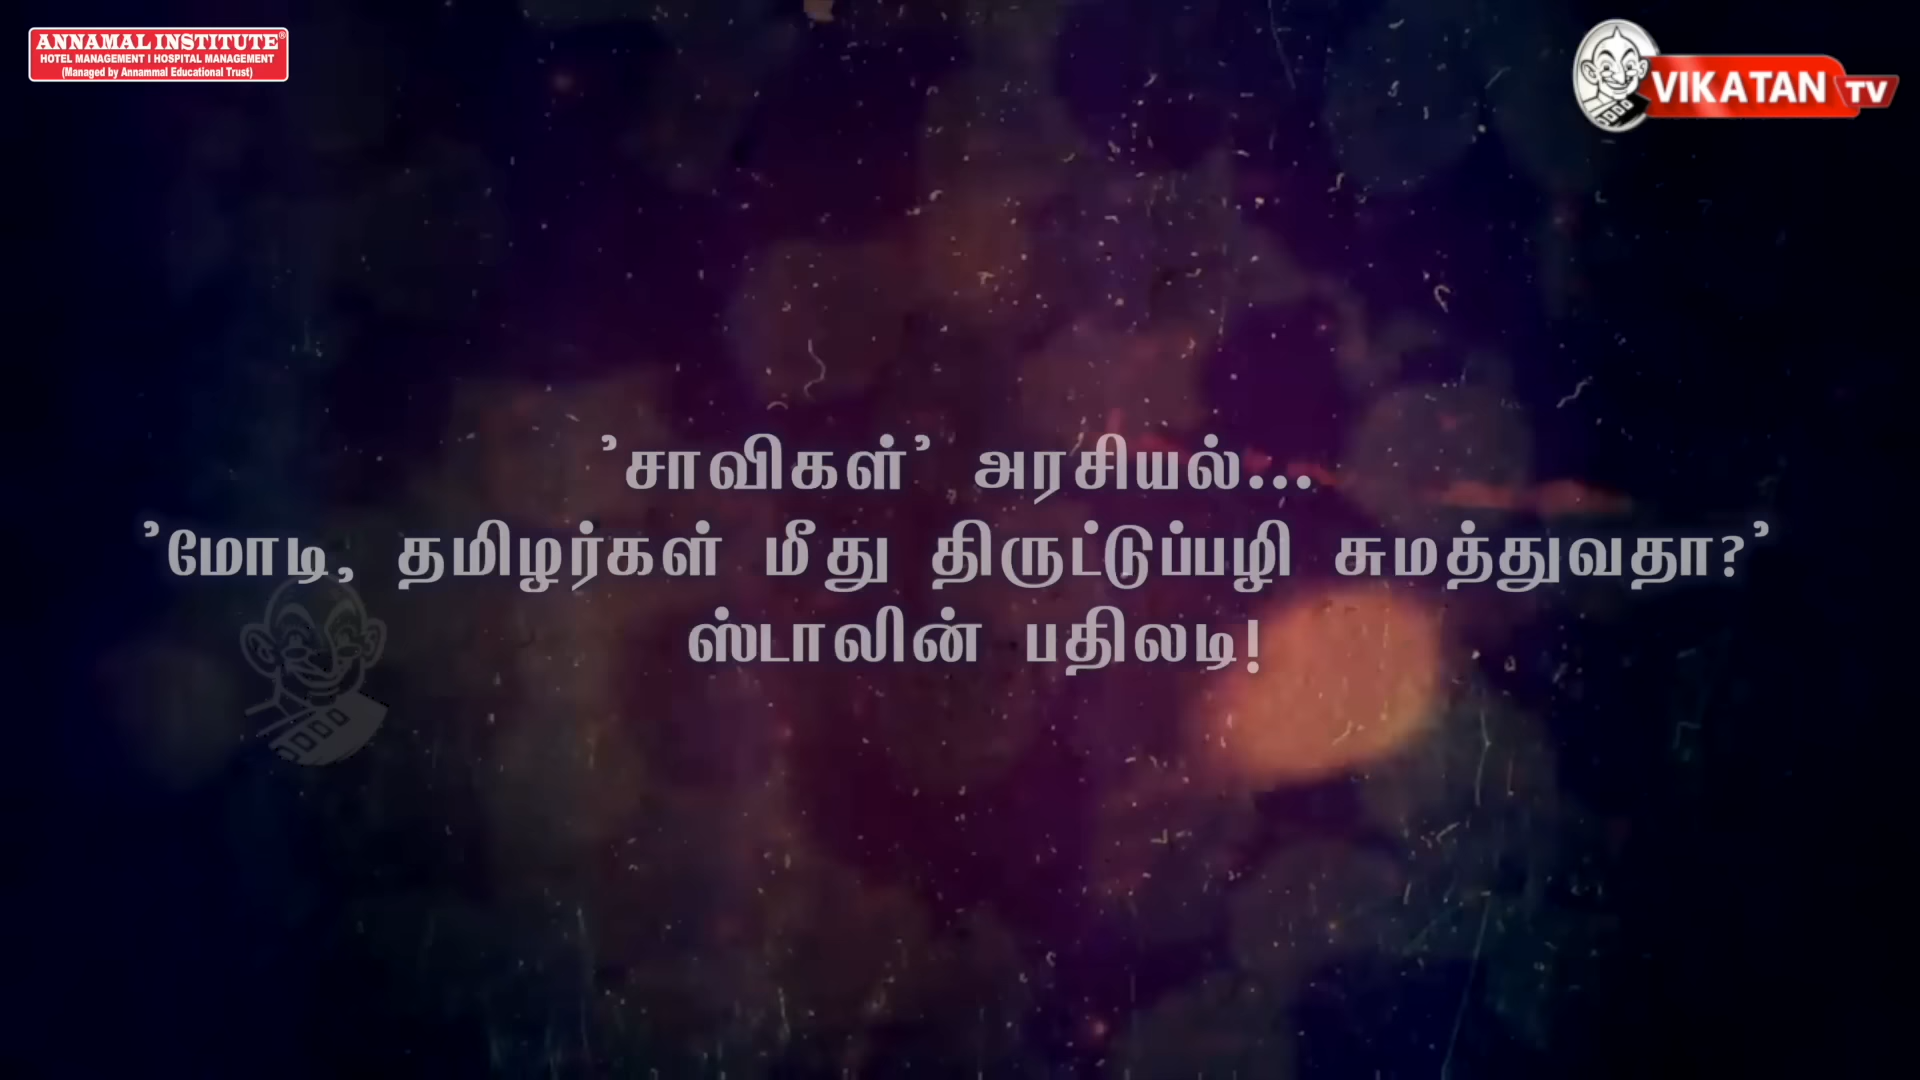 ANNAMAL INSTITUTE®
HOTEL MANAGEMENT I HOSPITAL MANAGEMENT
(Managed by Annammal Educational Trust)
VIKATAN TV
’சாவிகள்’ அரசியல்...
’மோடி, தமிழர்கள் மீது திருட்டுப்பழி சுமத்துவதா?’
ஸ்டாலின் பதிலடி!